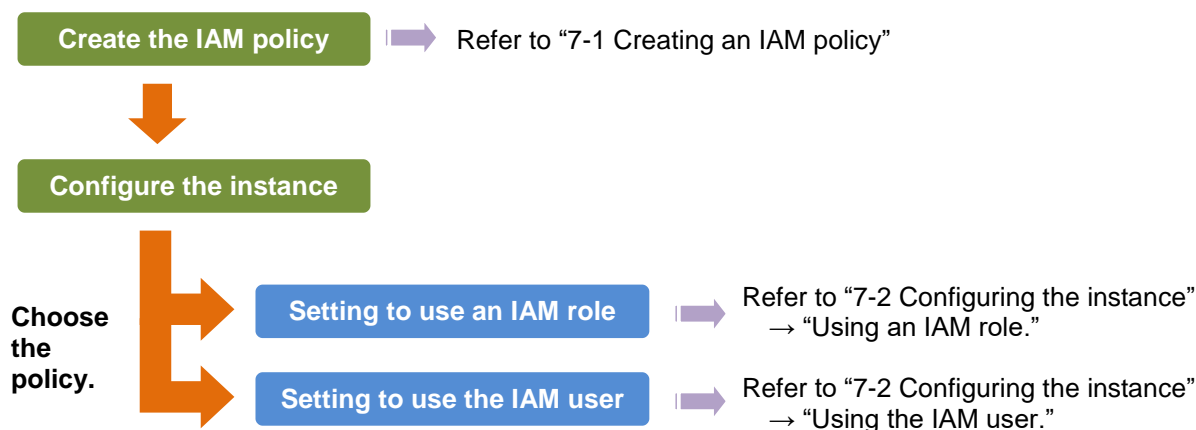 Create the IAM policy
Refer to “7-1 Creating an IAM policy”
Configure the instance
Choose
the
policy.
Setting to use an IAM role
Refer to “7-2 Configuring the instance”
→ “Using an IAM role.”
Setting to use the IAM user
Refer to “7-2 Configuring the instance”
→ “Using the IAM user.”